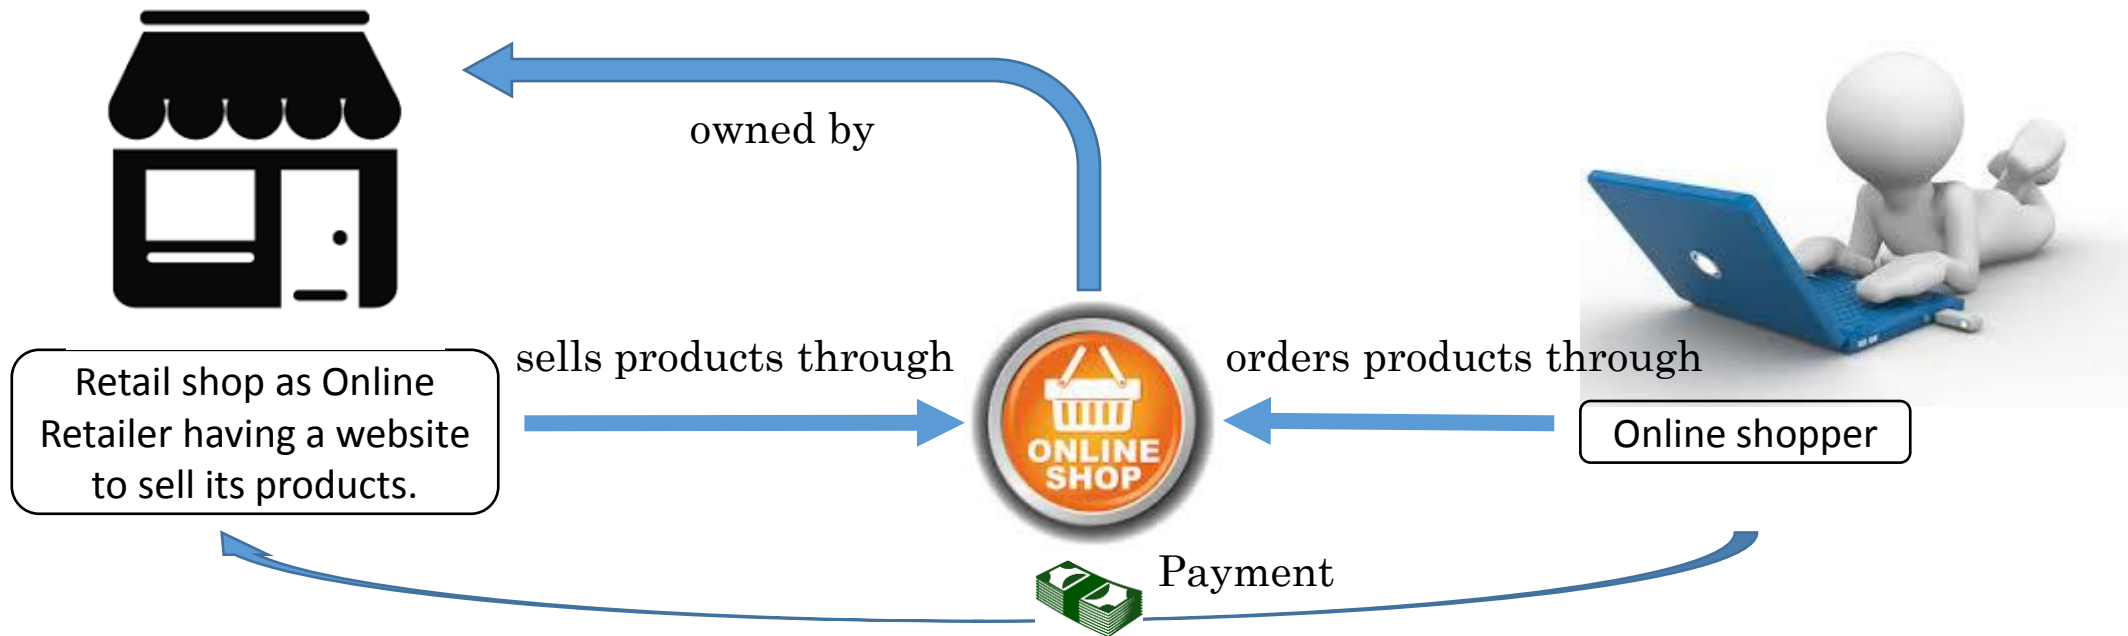 owned by
sells products through
orders products through
Retail shop as Online
Retailer having a website
to sell its products.
ONLINE
SHOP
Online shopper
Payment